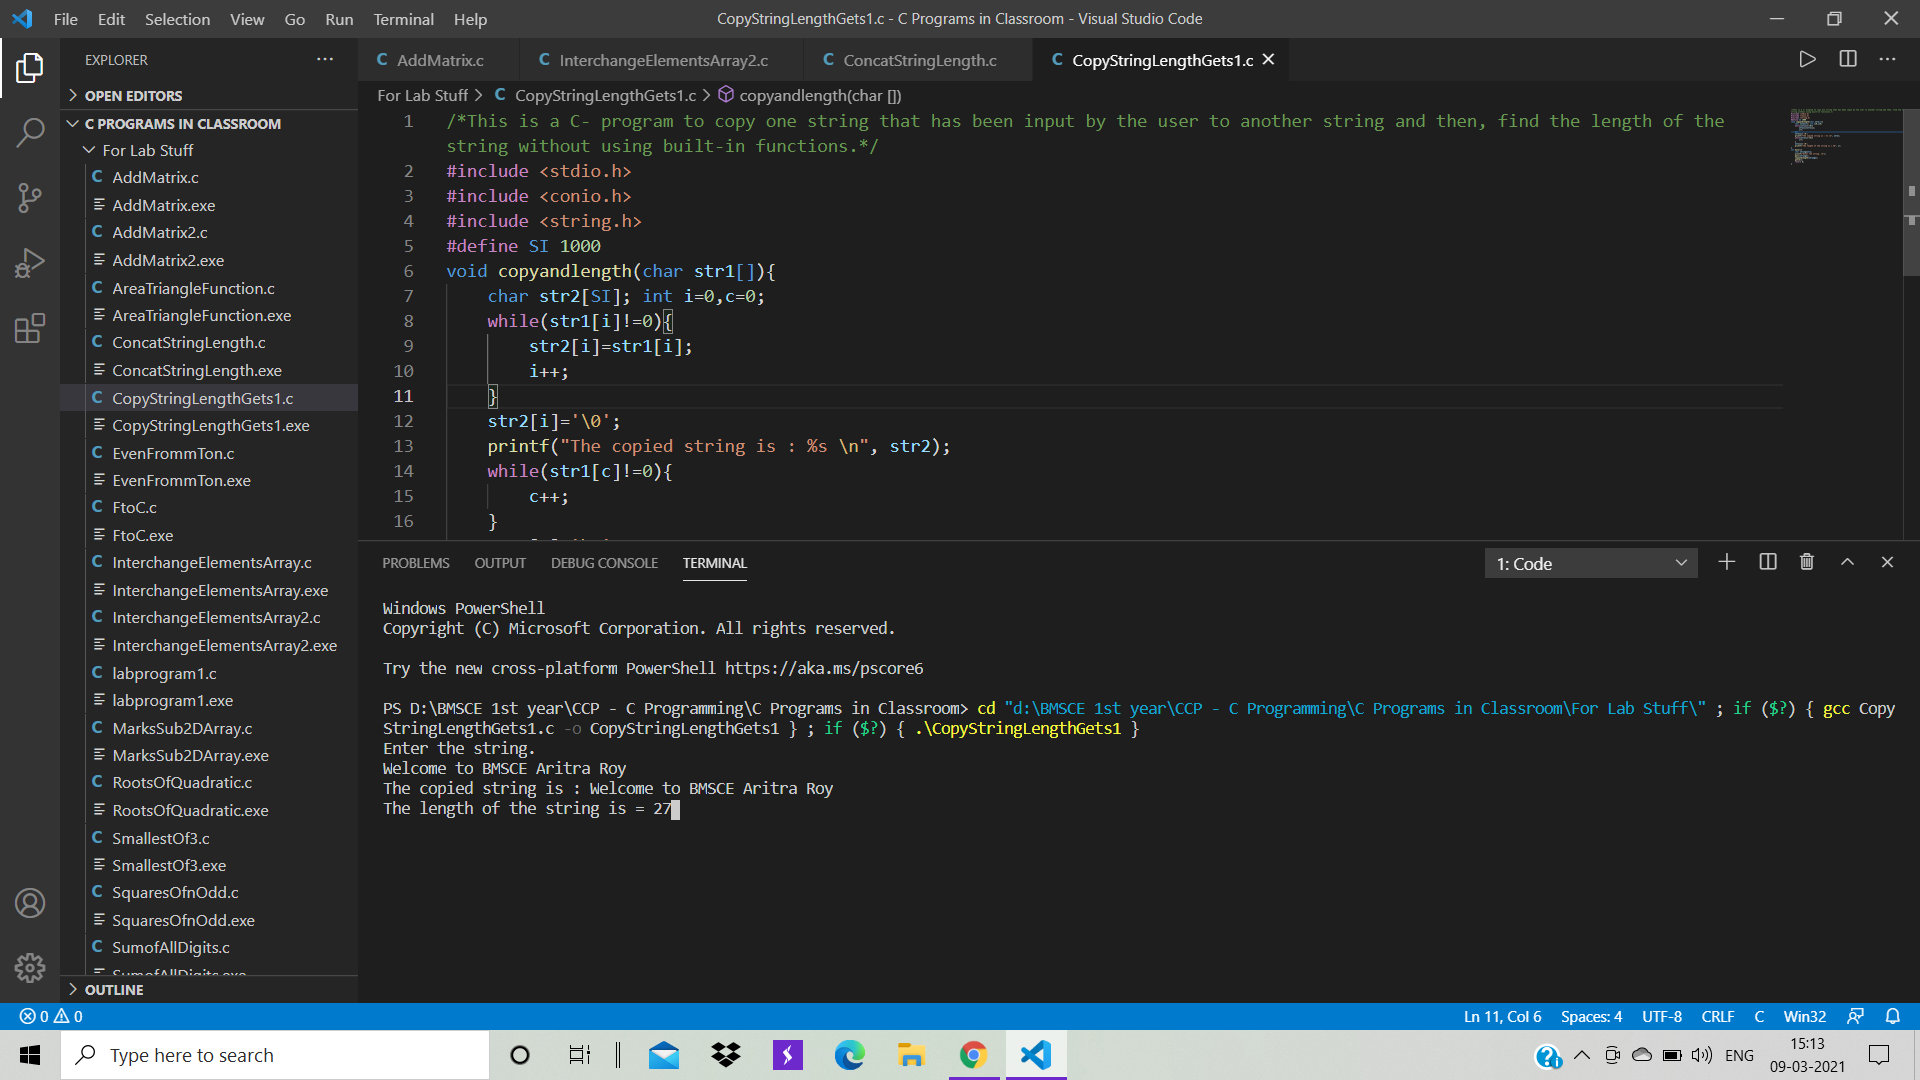 File Edit Selection View Go Run Terminal Help
CopyStringLengthGets1.c - C Programs in Classroom - Visual Studio Code
EXPLORER
OPEN EDITORS
C PROGRAMS IN CLASSROOM
For Lab Stuff
C AddMatrix.c
AddMatrix.exe
C AddMatrix2.c
AddMatrix2.exe
C AreaTriangleFunction.c
AreaTriangleFunction.exe
C ConcatStringLength.c
ConcatStringLength.exe
C CopyStringLengthGets1.c
CopyStringLengthGets1.exe
C EvenFrommTon.c
EvenFrommTon.exe
C FtoC.c
FtoC.exe
C InterchangeElementsArray.c
InterchangeElementsArray.exe
C InterchangeElementsArray2.c
InterchangeElementsArray2.exe
C labprogram1.c
labprogram1.exe
C MarksSub2DArray.c
MarksSub2DArray.exe
C RootsOfQuadratic.c
RootsOfQuadratic.exe
C SmallestOf3.c
SmallestOf3.exe
C SquaresOfnOdd.c
SquaresOfnOdd.exe
C SumofAllDigits.c
SumofAllDigits.exe
OUTLINE
C AddMatrix.c C InterchangeElementsArray2.c C ConcatStringLength.c C CopyStringLengthGets1.c
For Lab Stuff > C CopyStringLengthGets1.c > copyandlength(char [])
1 /*This is a C- program to copy one string that has been input by the user to another string and then, find the length of the
string without using built-in functions.*/
2 #include <stdio.h>
3 #include <conio.h>
4 #include <string.h>
5 #define SI 1000
6 void copyandlength(char str1[]){
7 char str2[SI]; int i=0,c=0;
8 while(str1[i]!=0){
9 str2[i]=str1[i];
10 i++;
11 }
12 str2[i]='\0';
13 printf("The copied string is : %s \n", str2);
14 while(str1[c]!=0){
15 c++;
16 }
PROBLEMS OUTPUT DEBUG CONSOLE TERMINAL
1: Code
Windows PowerShell
Copyright (C) Microsoft Corporation. All rights reserved.
Try the new cross-platform PowerShell https://aka.ms/pscore6
PS D:\BMSCE 1st year\CCP - C Programming\C Programs in Classroom> cd "d:\BMSCE 1st year\CCP - C Programming\C Programs in Classroom\For Lab Stuff\" ; if ($?) { gcc Copy
StringLengthGets1.c -o CopyStringLengthGets1 } ; if ($?) { .\CopyStringLengthGets1 }
Enter the string.
Welcome to BMSCE Aritra Roy
The copied string is : Welcome to BMSCE Aritra Roy
The length of the string is = 27
0 0
Ln 11, Col 6 Spaces: 4 UTF-8 CRLF C Win32
Type here to search
ENG
15:13
09-03-2021